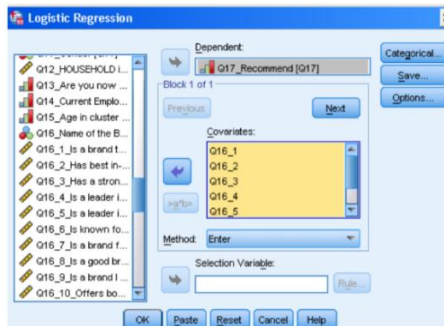 Logistic Regression
Q12_HOUSEHOLD i...
Q13_Are you now ...
Q14_Current Emplo...
Q15_Age in cluster ...
Q16_Name of the B...
Q16_1_Is a brand t...
Q16_2_Has best in-...
Q16_3_Has a stron...
Q16_4_Is a leader i...
Q16_5_Is a leader i...
Q16_6_Is known fo...
Q16_7_Is a brand f...
Q16_8_Is a good br...
Q16_9_Is a brand I ...
Q16_10_Offers bo...
Dependent:
Q17_Recommend [Q17]
Block 1 of 1
Previous
Next
Covariates:
Q16_1
Q16_2
Q16_3
Q16_4
Q16_5
>a*b>
Method:
Enter
Selection Variable:
Rule...
Categorical...
Save...
Options...
OK
Paste
Reset
Cancel
Help